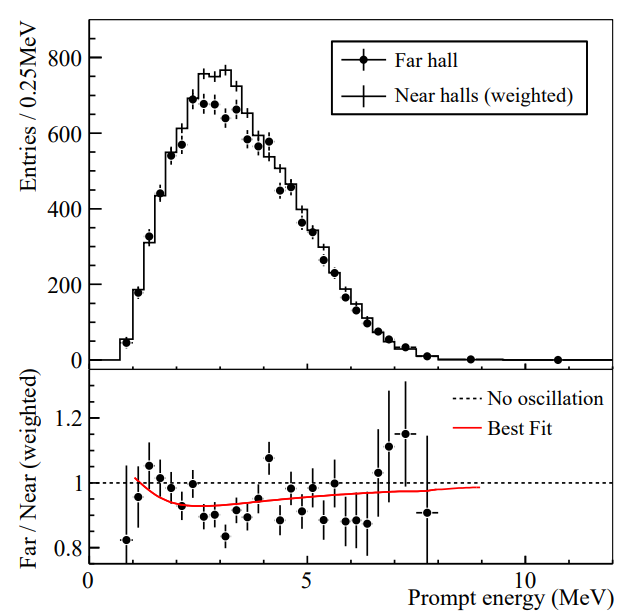 Entries / 0.25MeV
800
600
400
200
0
Far hall
Near halls (weighted)
Far / Near (weighted)
1.2
1
0.8
No oscillation
Best Fit
0
5
10
Prompt energy (MeV)